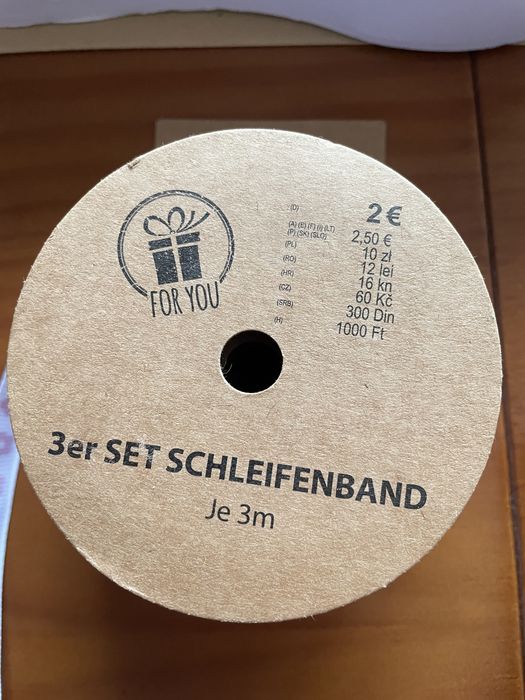 FOR YOU
(D) 2€
(A) (E) (F) (I) (LT)
(P) (SK) (SLO) 2,50 €
(PL) 10 zł
(RO) 12 lei
(HR) 16 kn
(CZ) 60 Kč
(SRB) 300 Din
(H) 1000 Ft
3er SET SCHLEIFENBAND
Je 3m